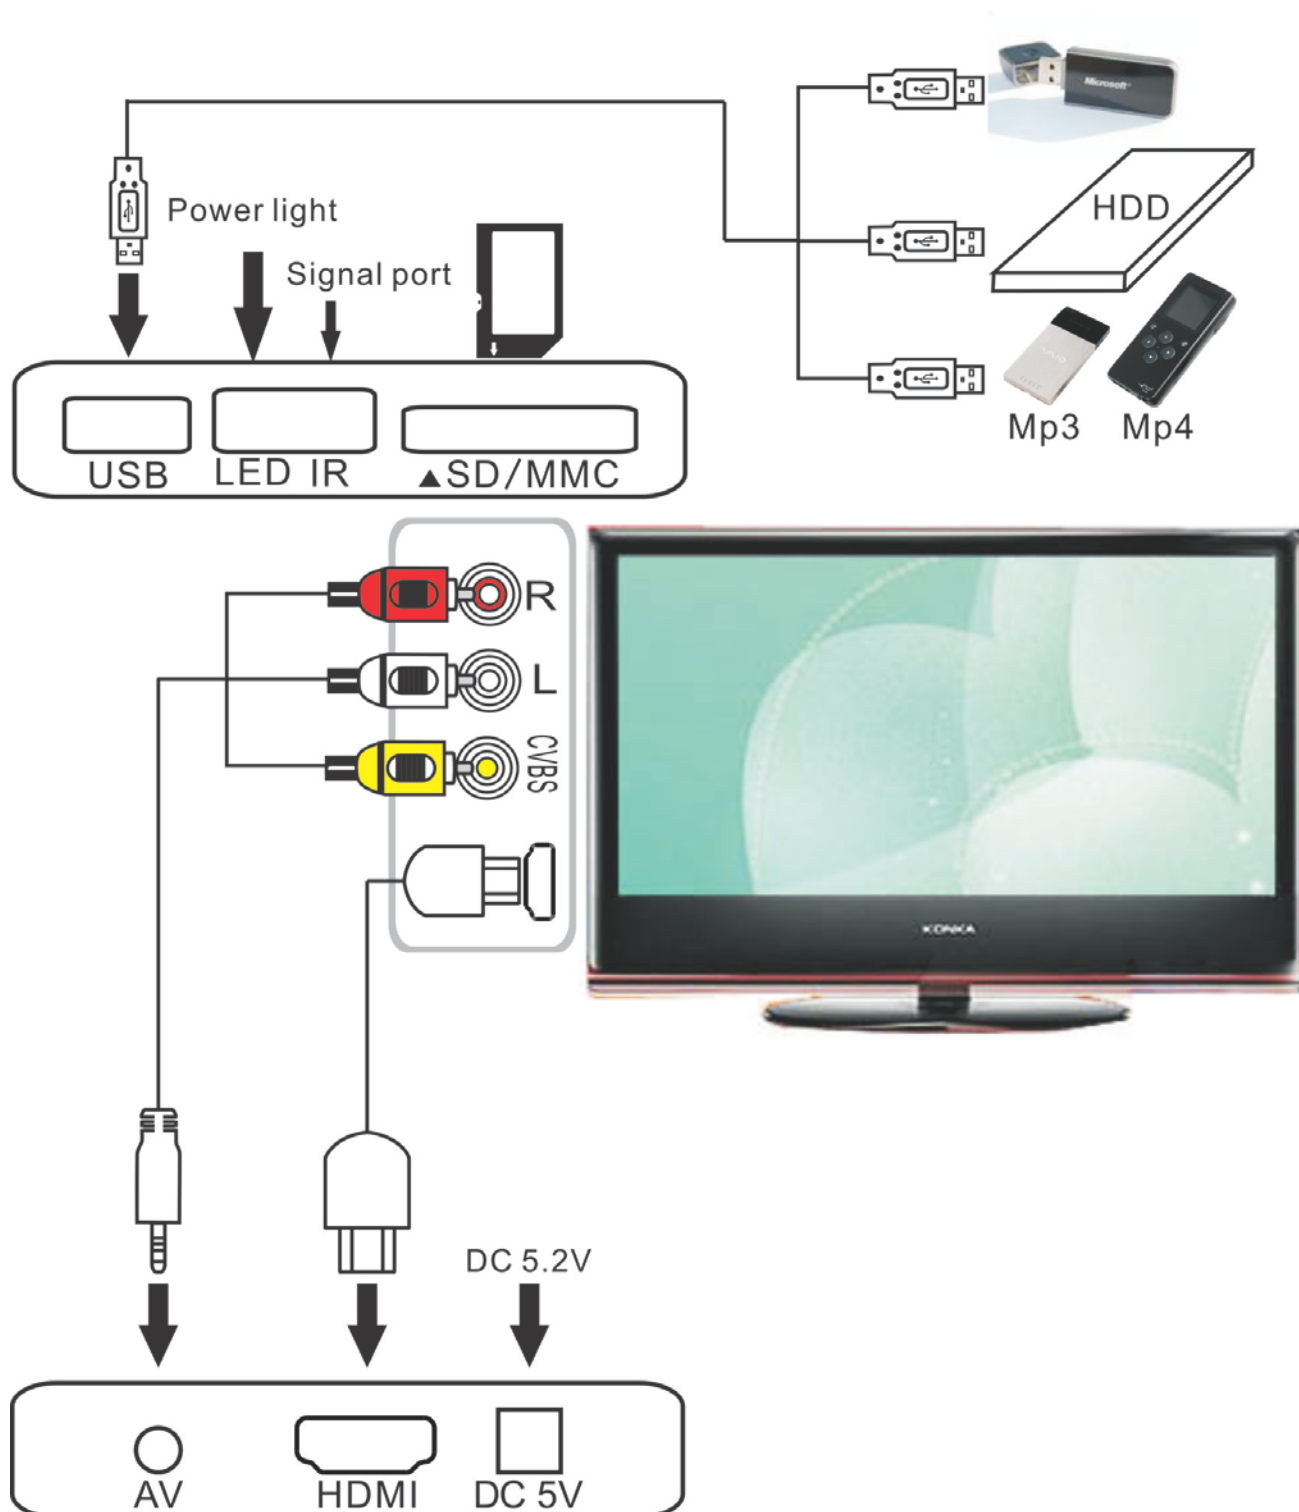 Microsoft
HDD
Power light
Signal port
Mp3 Mp4
USB LED IR ▲SD/MMC
R
L
CVBS
KONKA
DC 5.2V
AV HDMI DC 5V